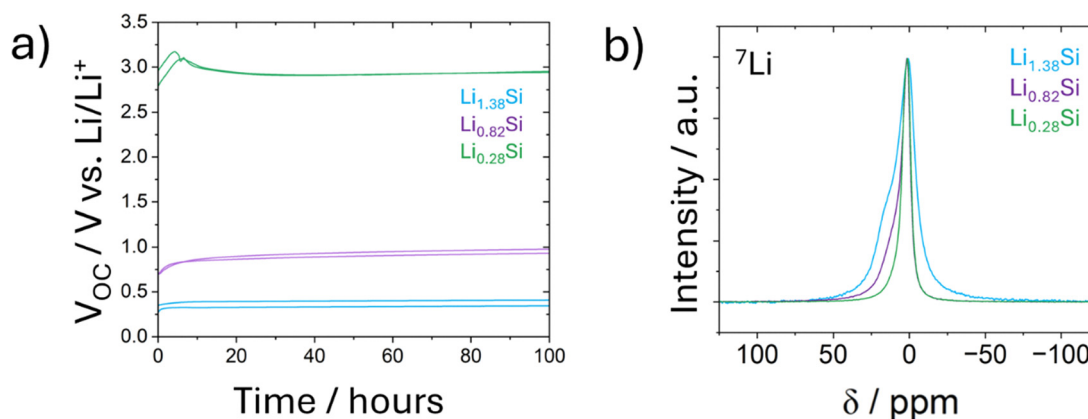 a)
V_OC / V vs. Li/Li⁺
3.5
3.0
2.5
2.0
1.5
1.0
0.5
0.0
Li₁.₃₈Si
Li₀.₈₂Si
Li₀.₂₈Si
0 20 40 60 80 100
Time / hours
b)
Intensity / a.u.
⁷Li
Li₁.₃₈Si
Li₀.₈₂Si
Li₀.₂₈Si
100 50 0 −50 −100
δ / ppm